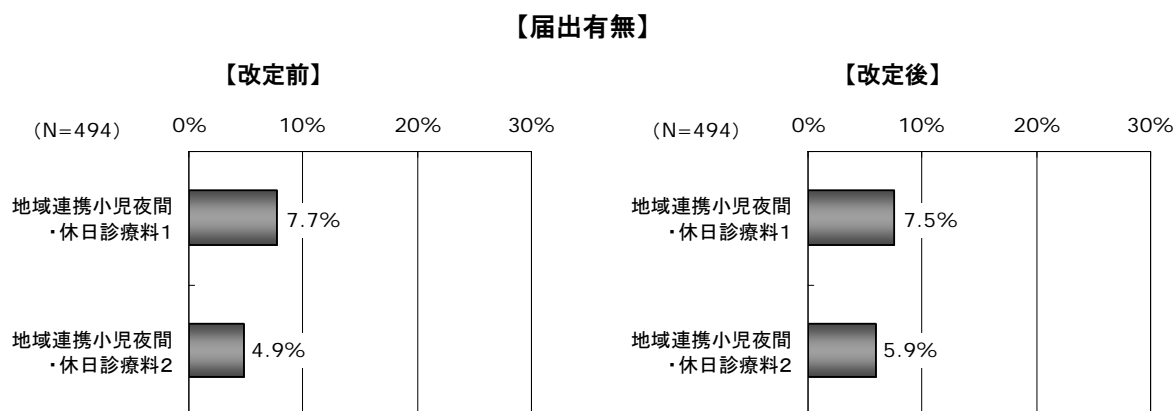 【届出有無】
【改定前】
(N=494)
0% 10% 20% 30%
地域連携小児夜間
・休日診療料1
7.7%
地域連携小児夜間
・休日診療料2
4.9%
【改定後】
(N=494)
0% 10% 20% 30%
地域連携小児夜間
・休日診療料1
7.5%
地域連携小児夜間
・休日診療料2
5.9%